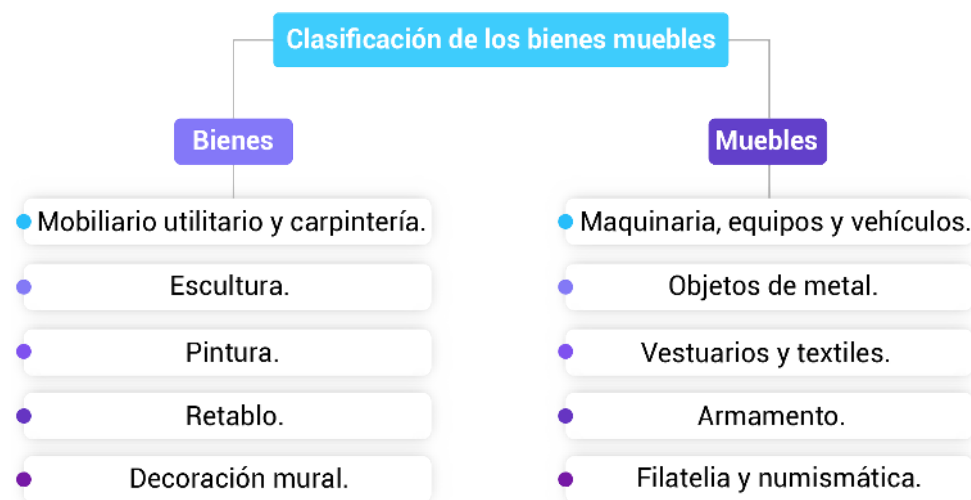 Clasificación de los bienes muebles
Bienes
Mobiliario utilitario y carpintería.
Escultura.
Pintura.
Retablo.
Decoración mural.
Muebles
Maquinaria, equipos y vehículos.
Objetos de metal.
Vestuarios y textiles.
Armamento.
Filatelia y numismática.